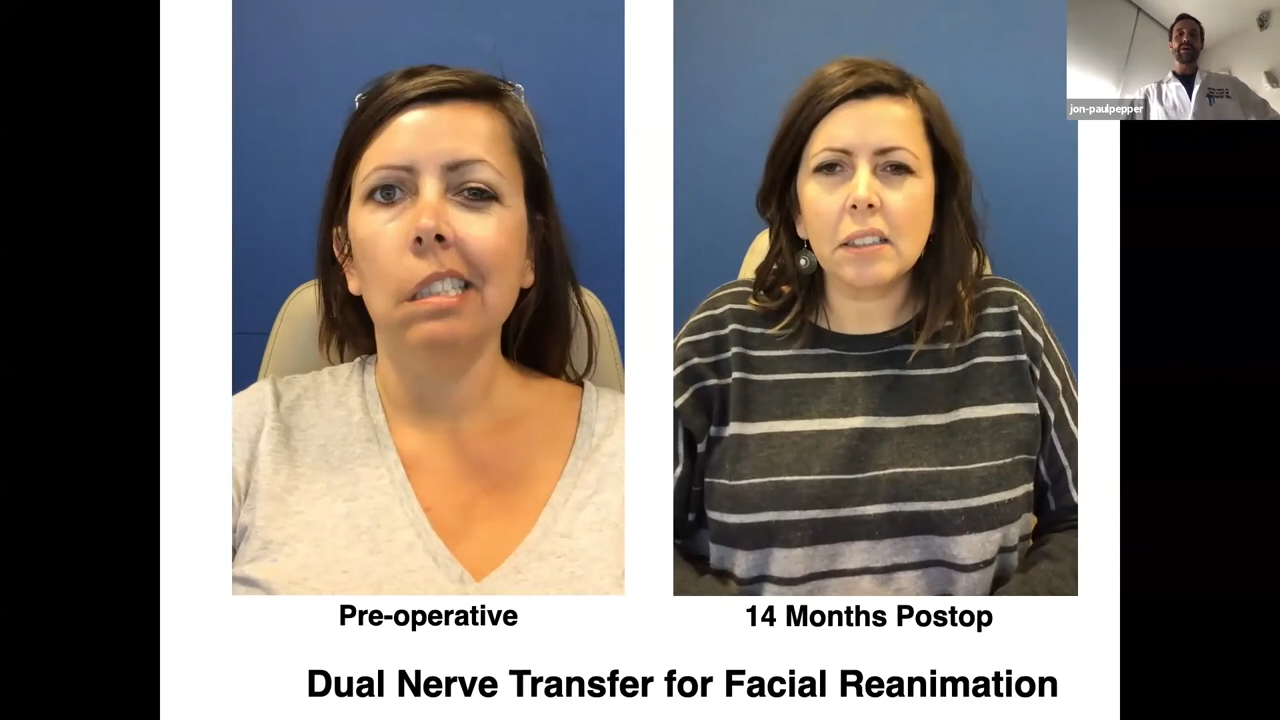 jon-paulpepper
Pre-operative
14 Months Postop
Dual Nerve Transfer for Facial Reanimation